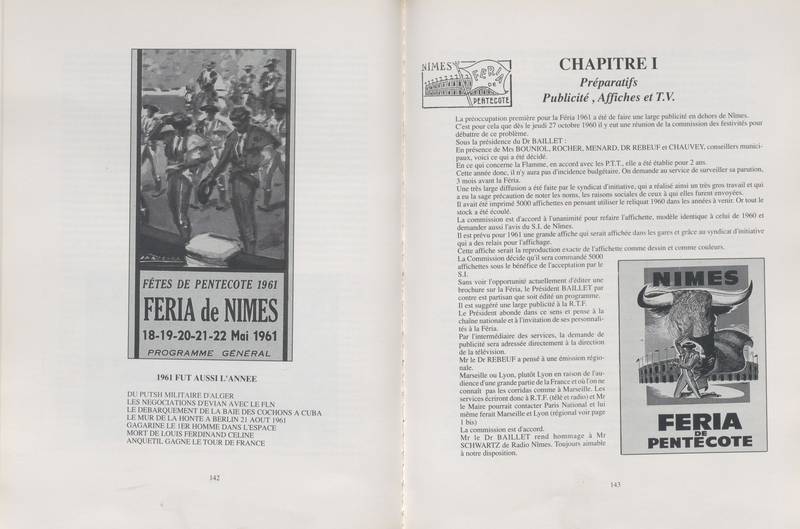 FÊTES DE PENTECOTE 1961
FERIA de NIMES
18-19-20-21-22 Mai 1961
PROGRAMME GÉNÉRAL
1961 FUT AUSSI L'ANNEE
DU PUTSH MILITAIRE D'ALGER
LES NEGOCIATIONS D'EVIAN AVEC LE FLN
LE DEBARQUEMENT DE LA BAIE DES COCHONS A CUBA
LE MUR DE LA HONTE A BERLIN 21 AOUT 1961
GAGARINE LE 1ER HOMME DANS L'ESPACE
MORT DE LOUIS FERDINAND CELINE
ANQUETIL GAGNE LE TOUR DE FRANCE
142
NIMES
FERIA
DE
PENTECOTE
CHAPITRE I
Préparatifs
Publicité , Affiches et T.V.
La préoccupation première pour la Féria 1961 a été de faire une large publicité en dehors de Nîmes.
C'est pour cela que dès le jeudi 27 octobre 1960 il y eut une réunion de la commission des festivités pour
débattre de ce problème.
Sous la présidence du Dr BAILLET :
En présence de Mrs BOUNIOL, ROCHER, MENARD, DR REBEUF et CHAUVEY, conseillers munici-
paux, voici ce qui a été décidé.
En ce qui concerne la Flamme, en accord avec les P.T.T., elle a été établie pour 2 ans.
Cette année donc, il n'y aura pas d'incidence budgétaire. On demande au service de surveiller sa parution,
3 mois avant la Féria.
Une très large diffusion a été faite par le syndicat d'initiative, qui a réalisé ainsi un très gros travail et qui
a eu la sage précaution de noter les noms, les raisons sociales de ceux à qui elles furent envoyées.
Il avait été imprimé 5000 affichettes en pensant utiliser le reliquat 1960 dans les années à venir. Or tout le
stock a été écoulé.
La commission est d'accord à l'unanimité pour refaire l'affichette, modèle identique à celui de 1960 et
demander aussi l'avis du S.I. de Nîmes.
Il est prévu pour 1961 une grande affiche qui serait affichée dans les gares et grâce au syndicat d'initiative
qui a des relais pour l'affichage.
Cette affiche serait la reproduction exacte de l'affichette comme dessin et comme couleurs.
La Commission décide qu'il sera commandé 5000
affichettes sous le bénéfice de l'acceptation par le
S.I.
Sans voir l'opportunité actuellement d'éditer une
brochure sur la Féria, le Président BAILLET par
contre est partisan que soit édité un programme.
Il est suggéré une large publicité à la R.T.F.
Le Président abonde dans ce sens et pense à la
chaîne nationale et à l'invitation de ses personnali-
tés à la Féria.
Par l'intermédiaire des services, la demande de
publicité sera adressée directement à la direction
de la télévision.
Mr le Dr REBEUF a pensé à une émission régio-
nale.
Marseille ou Lyon, plutôt Lyon en raison de l'au-
dience d'une grande partie de la France et où l'on ne
connaît pas les corridas comme à Marseille. Les
services écriront donc à R.T.F. (télé et radio) et Mr
le Maire pourrait contacter Paris National et lui
même ferait Marseille et Lyon (régional voir page
1 bis)
La commission est d'accord.
Mr le Dr BAILLET rend hommage à Mr
SCHWARTZ de Radio Nîmes. Toujours aimable
à notre disposition.
NIMES
FERIA
DE
PENTECOTE
143